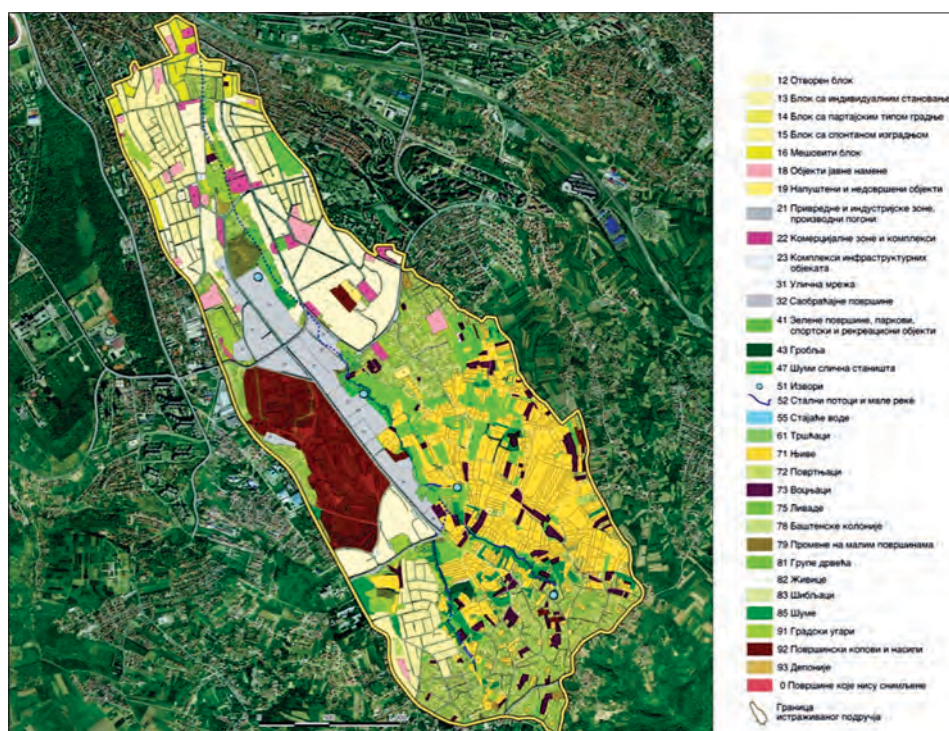 12 Отворен блок
13 Блок са индивидуалним становањем
14 Блок са партајским типом градње
15 Блок са спонтаном изградњом
16 Мешовити блок
18 Објекти јавне намене
19 Напуштени и недовршени објекти
21 Привредне и индустријске зоне,
производни погони
22 Комерцијалне зоне и комплекси
23 Комплекси инфраструктурних
објеката
31 Улична мрежа
32 Саобраћајне површине
41 Зелене површине, паркови,
спортски и рекреациони објекти
43 Гробља
47 Шуми слична станишта
51 Извори
52 Стални потоци и мале реке
55 Стајаће воде
61 Тршћаци
71 Њиве
72 Повртњаци
73 Воћњаци
75 Ливаде
78 Баштенске колоније
79 Промене на малим површинама
81 Групе дрвећа
82 Живице
83 Шибљаци
85 Шуме
91 Градски угари
92 Површински копови и насипи
93 Депоније
0 Површине које нису снимљене
Граница
истраживаног подручја